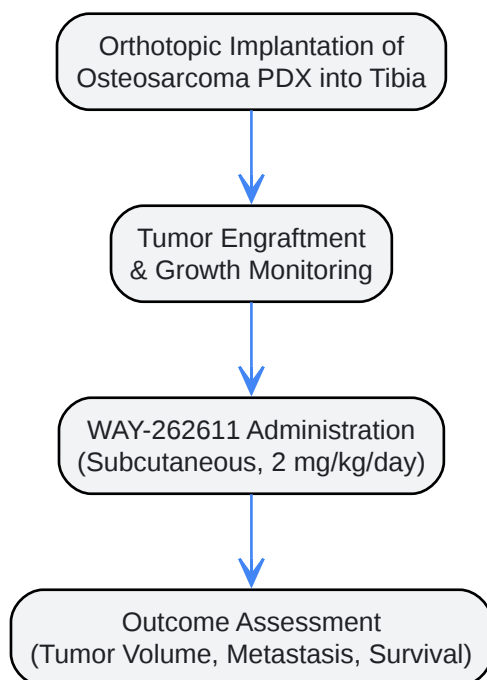 Orthotopic Implantation of
Osteosarcoma PDX into Tibia
Tumor Engraftment
& Growth Monitoring
WAY-262611 Administration
(Subcutaneous, 2 mg/kg/day)
Outcome Assessment
(Tumor Volume, Metastasis, Survival)